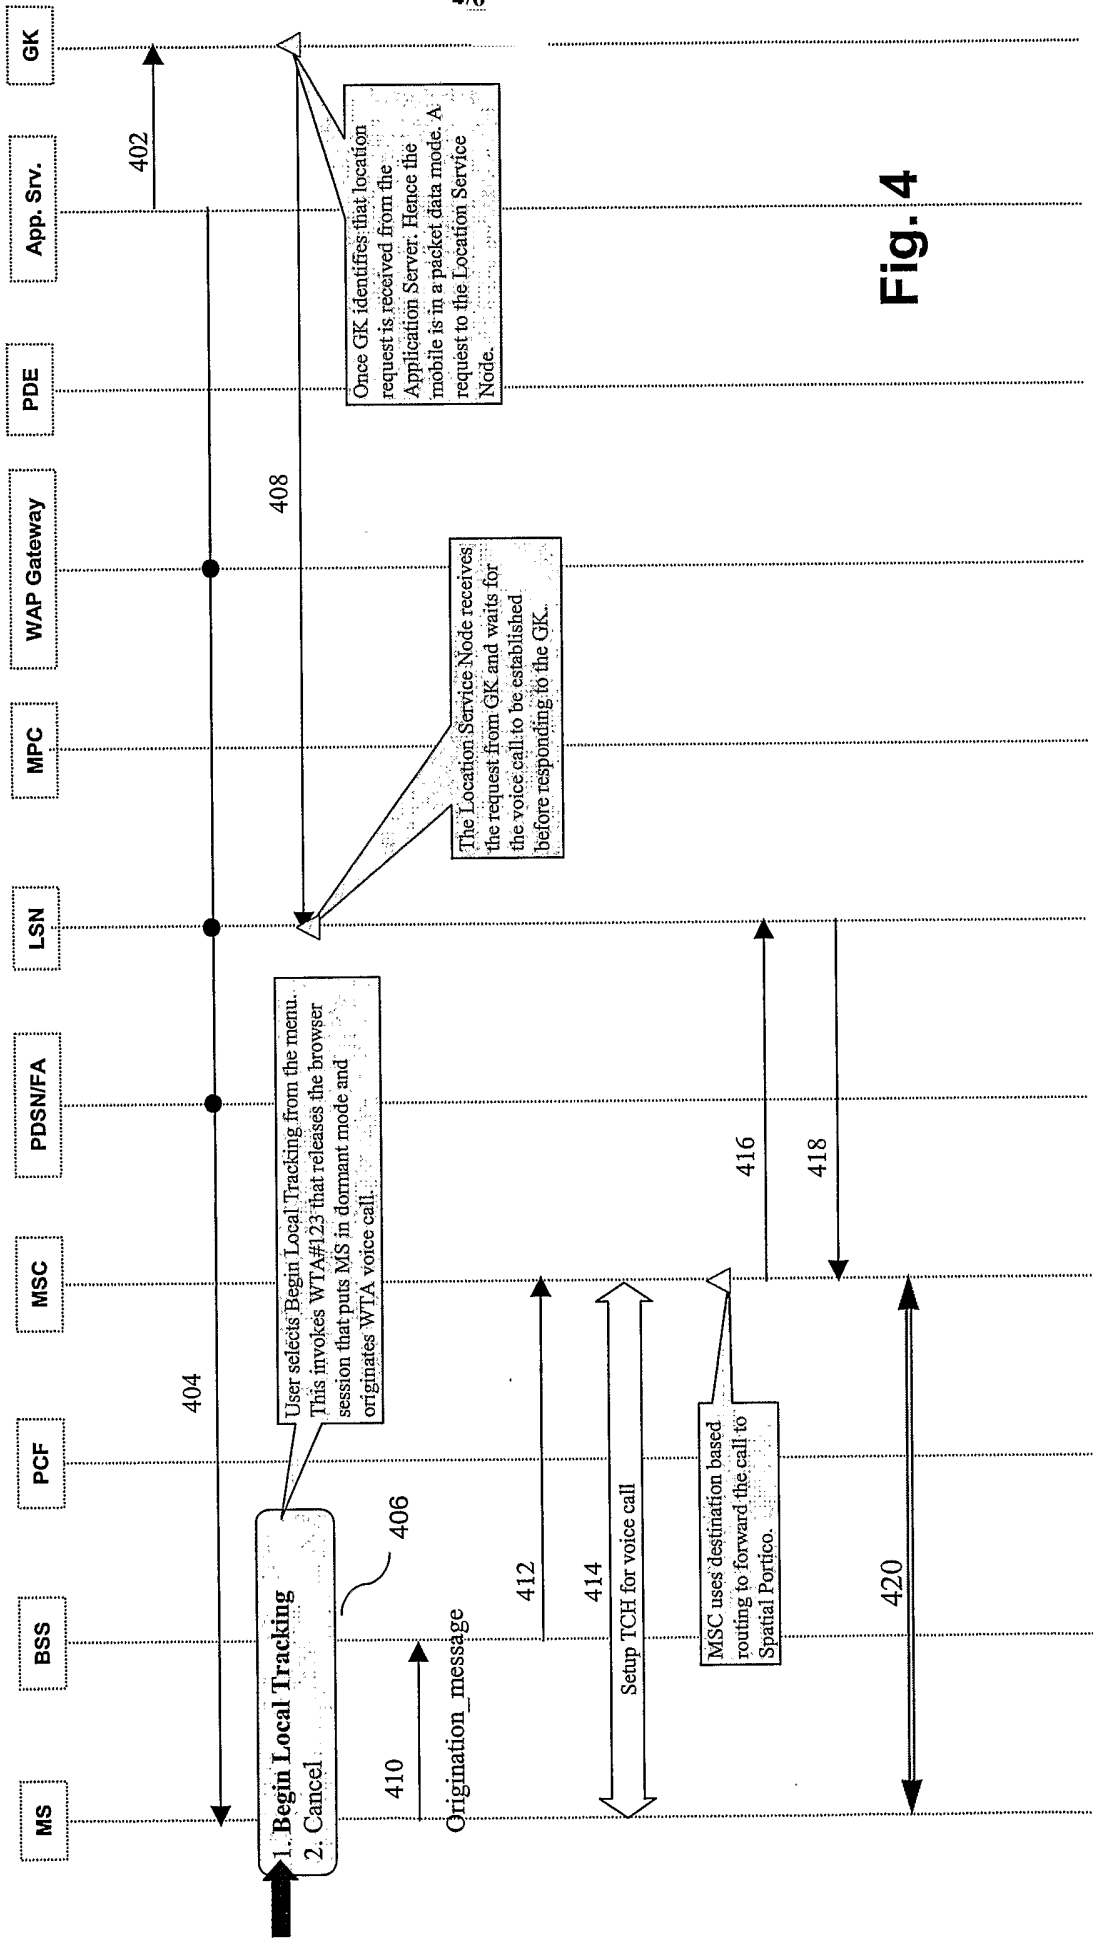 4/6
MS
BSS
PCF
MSC
PDSN/FA
LSN
MPC
WAP Gateway
PDE
App. Srv.
GK
402
404
1. Begin Local Tracking
2. Cancel
406
User selects Begin Local Tracking from the menu.
This invokes WTA#123 that releases the browser
session that puts MS in dormant mode and
originates WTA voice call.
408
Once GK identifies that location
request is received from the
Application Server. Hence the
mobile is in a packet data mode. A
request to the Location Service
Node.
The Location Service Node receives
the request from GK and waits for
the voice call to be established
before responding to the GK.
410
Origination_message
412
414
Setup TCH for voice call
MSC uses destination based
routing to forward the call to
Spatial Portico.
416
418
420
Fig. 4